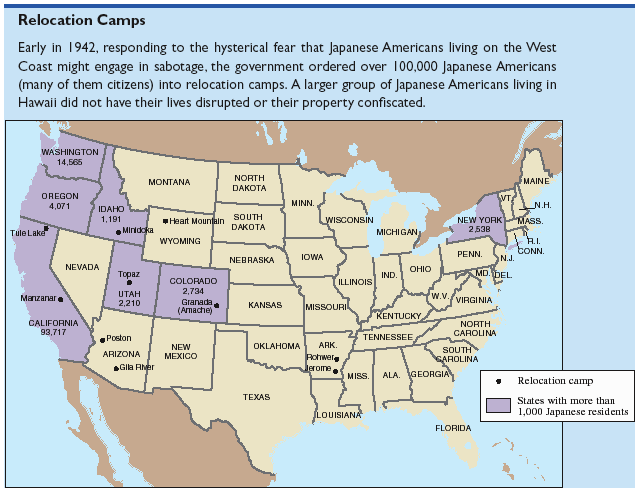 Relocation Camps
Early in 1942, responding to the hysterical fear that Japanese Americans living on the West
Coast might engage in sabotage, the government ordered over 100,000 Japanese Americans
(many of them citizens) into relocation camps. A larger group of Japanese Americans living in
Hawaii did not have their lives disrupted or their property confiscated.
WASHINGTON
14,565
OREGON
4,071
IDAHO
1,191
Minidoka
MONTANA
Heart Mountain
WYOMING
NORTH
DAKOTA
SOUTH
DAKOTA
NEBRASKA
MINN.
WISCONSIN
MICHIGAN
IOWA
ILLINOIS
IND.
OHIO
PENN.
NEW YORK
2,538
VT.
MAINE
N.H.
MASS.
R.I.
CONN.
N.J.
MD.
DEL.
Tule Lake
NEVADA
Manzanar
CALIFORNIA
93,717
Topaz
UTAH
2,210
COLORADO
2,734
Granada
(Amache)
KANSAS
MISSOURI
KENTUCKY
W.V.
VIRGINIA
NORTH
CAROLINA
TENNESSEE
SOUTH
CAROLINA
Poston
ARIZONA
Gila River
NEW
MEXICO
OKLAHOMA
ARK.
Rohwer
Jerome
MISS.
ALA.
GEORGIA
TEXAS
LOUISIANA
FLORIDA
Relocation camp
States with more than
1,000 Japanese residents